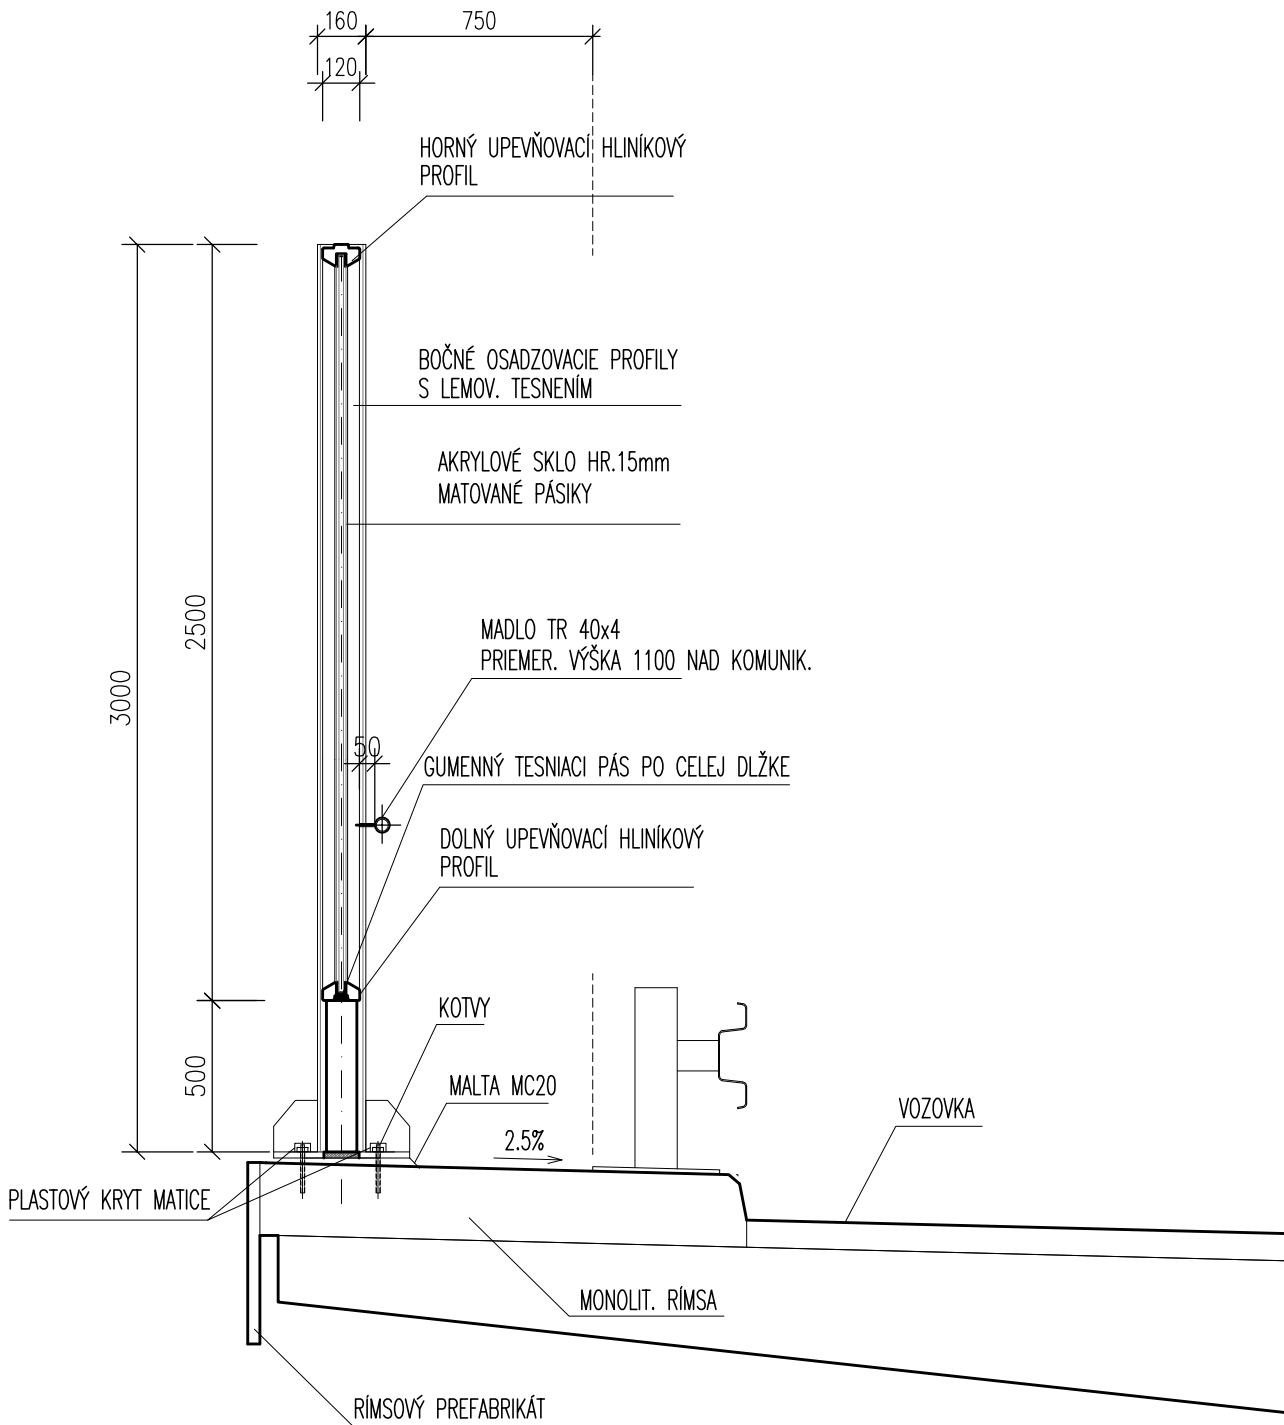 160
750
120
HORNÝ UPEVŇOVACÍ HLINÍKOVÝ
PROFIL
BOČNÉ OSADZOVACIE PROFILY
S LEMOV. TESNENÍM
AKRYLOVÉ SKLO HR.15mm
MATOVANÉ PÁSIKY
2500
MADLO TR 40x4
PRIEMER. VÝŠKA 1100 NAD KOMUNIK.
3000
50
GUMENNÝ TESNIACI PÁS PO CELEJ DLŽKE
DOLNÝ UPEVŇOVACÍ HLINÍKOVÝ
PROFIL
KOTVY
500
MALTA MC20
VOZOVKA
2.5%
PLASTOVÝ KRYT MATICE
MONOLIT. RÍMSA
RÍMSOVÝ PREFABRIKÁT